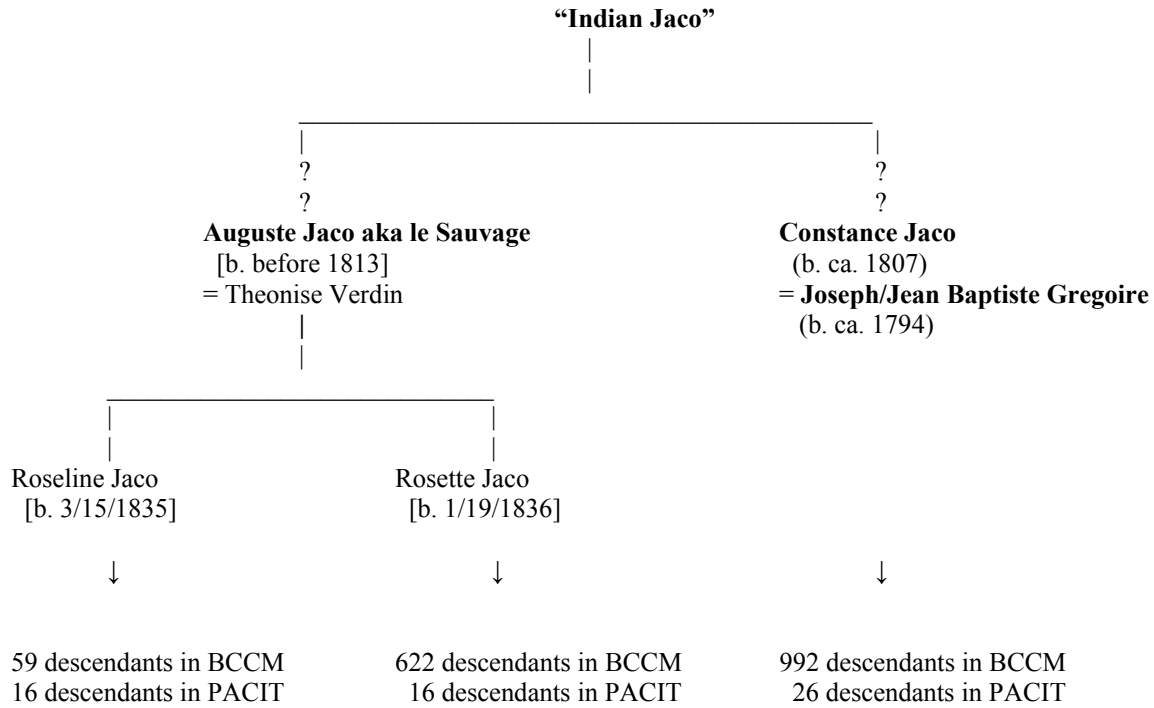 “Indian Jaco”
? ?
? ?
Auguste Jaco aka le Sauvage Constance Jaco
[b. before 1813] (b. ca. 1807)
= Theonise Verdin = Joseph/Jean Baptiste Gregoire
(b. ca. 1794)
Roseline Jaco Rosette Jaco
[b. 3/15/1835] [b. 1/19/1836]
↓ ↓ ↓
59 descendants in BCCM 622 descendants in BCCM 992 descendants in BCCM
16 descendants in PACIT 16 descendants in PACIT 26 descendants in PACIT